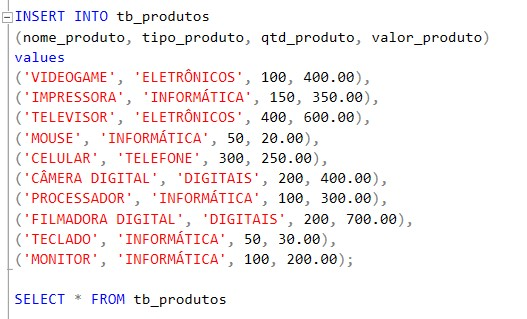 INSERT INTO tb_produtos
(nome_produto, tipo_produto, qtd_produto, valor_produto)
values
('VIDEOGAME', 'ELETRÔNICOS', 100, 400.00),
('IMPRESSORA', 'INFORMÁTICA', 150, 350.00),
('TELEVISOR', 'ELETRÔNICOS', 400, 600.00),
('MOUSE', 'INFORMÁTICA', 50, 20.00),
('CELULAR', 'TELEFONE', 300, 250.00),
('CÂMERA DIGITAL', 'DIGITAIS', 200, 400.00),
('PROCESSADOR', 'INFORMÁTICA', 100, 300.00),
('FILMADORA DIGITAL', 'DIGITAIS', 200, 700.00),
('TECLADO', 'INFORMÁTICA', 50, 30.00),
('MONITOR', 'INFORMÁTICA', 100, 200.00);
SELECT * FROM tb_produtos